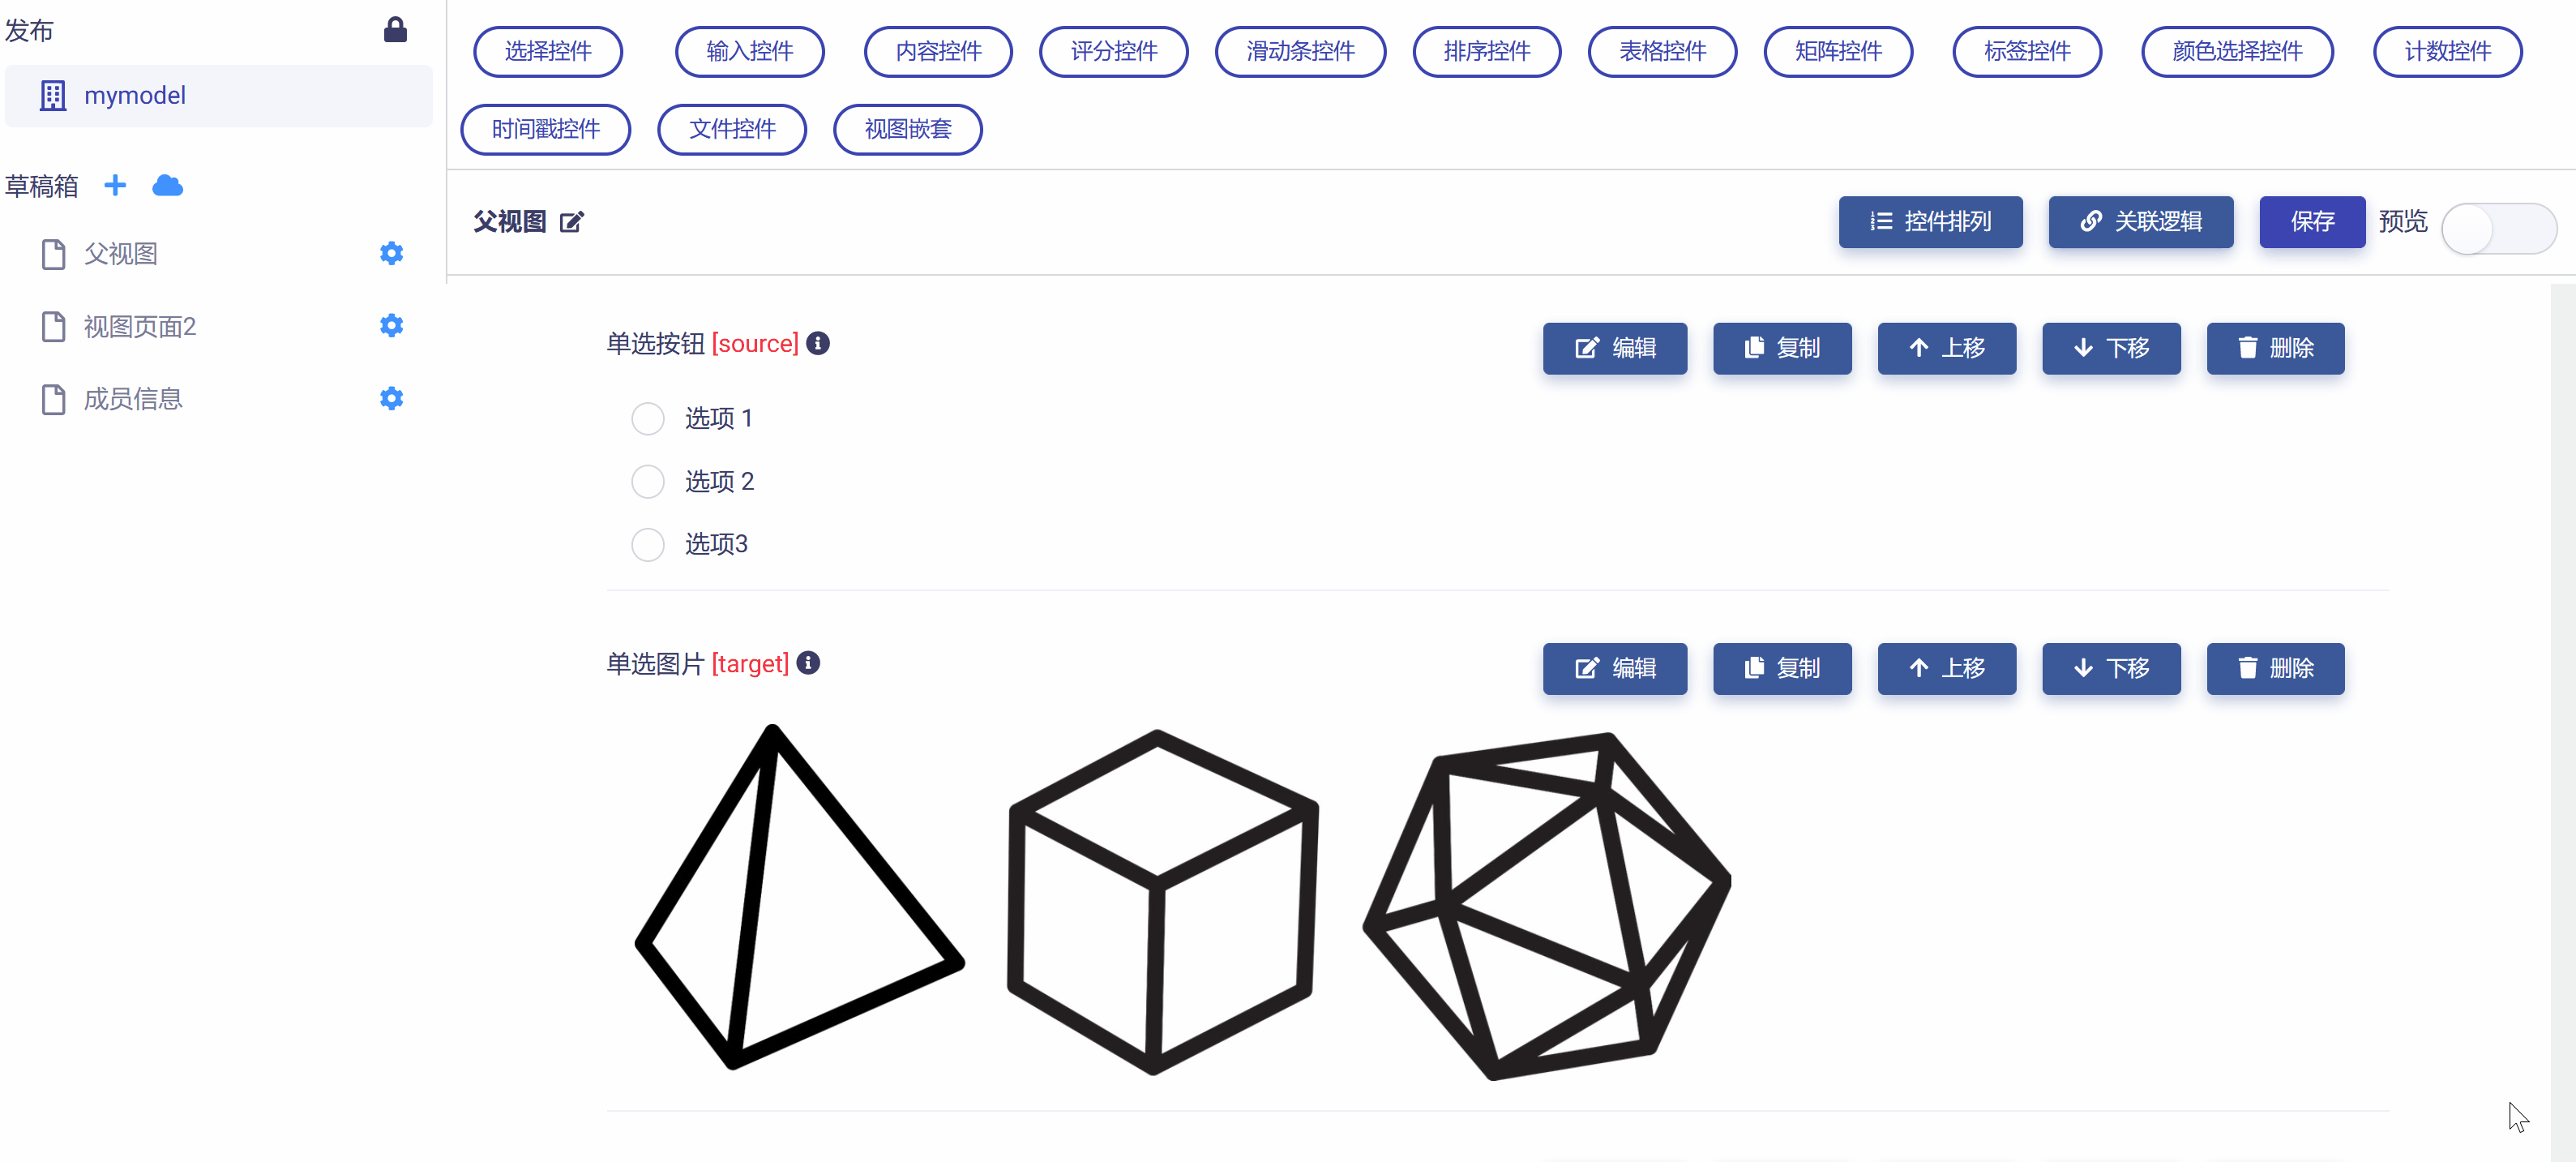 发布
mymodel
草稿箱
父视图
视图页面2
成员信息
选择控件 输入控件 内容控件 评分控件 滑动条控件 排序控件 表格控件 矩阵控件 标签控件 颜色选择控件 计数控件
时间戳控件 文件控件 视图嵌套
父视图 控件排列 关联逻辑 保存 预览
单选按钮 [source] 编辑 复制 上移 下移 删除
选项 1
选项 2
选项3
单选图片 [target] 编辑 复制 上移 下移 删除